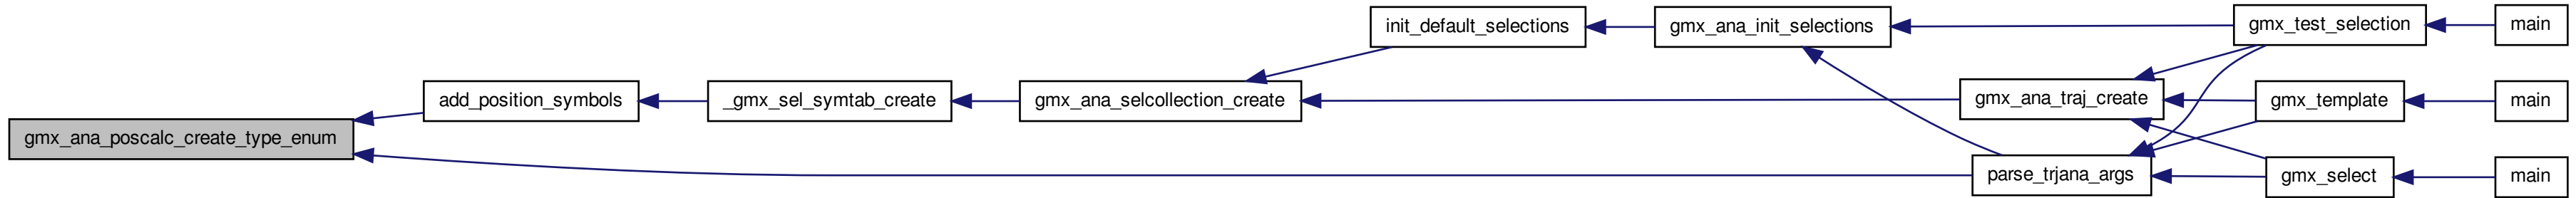 init_default_selections
gmx_ana_init_selections
gmx_test_selection
main
add_position_symbols
_gmx_sel_symtab_create
gmx_ana_selcollection_create
gmx_ana_traj_create
gmx_template
main
gmx_ana_poscalc_create_type_enum
parse_trjana_args
gmx_select
main